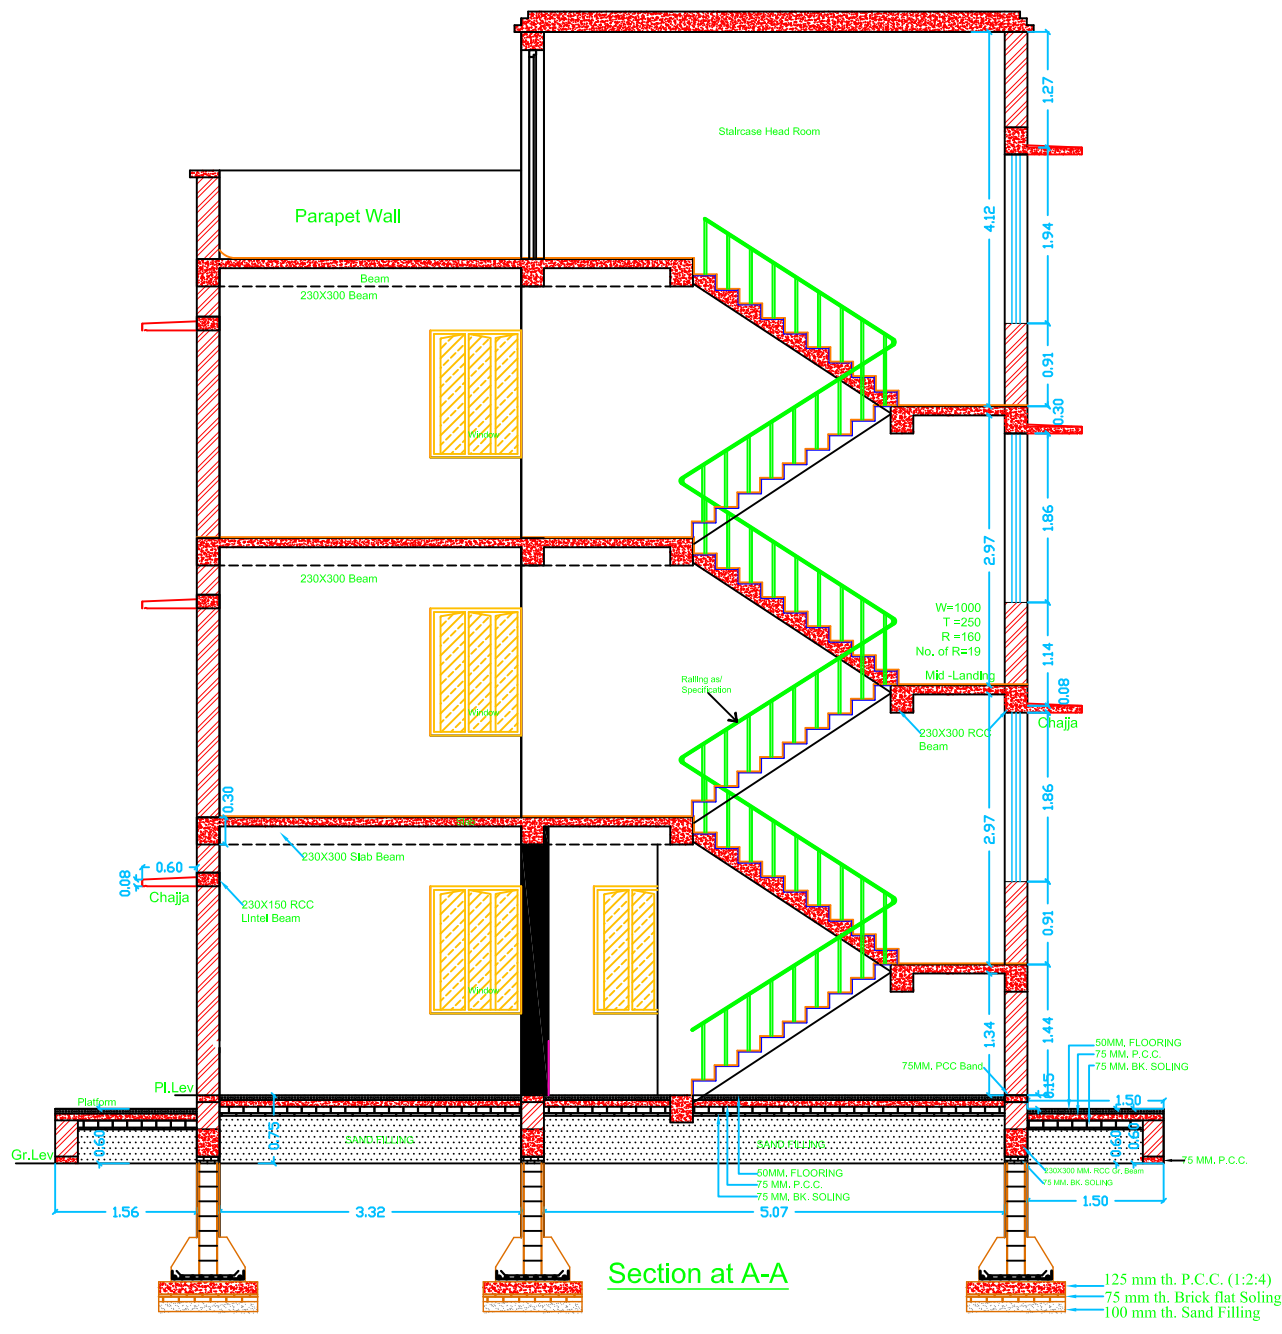 1.27
Staircase Head Room
4.12
1.94
Parapet Wall
Beam
230X300 Beam
0.91
0.30
Window
1.86
2.97
230X300 Beam
W=1000
T =250
R =160
No. of R=19
1.14
Mid -Landing
0.08
Railing as/
Specification
Window
Chajja
230X300 RCC
Beam
0.30
1.86
2.97
230X300 Slab Beam
0.60
0.08
Chajja
230X150 RCC
Lintel Beam
0.91
Window
1.34
1.44
50MM, FLOORING
75 MM. P.C.C.
75 MM. BK. SOLING
75MM. PCC Band
0.15
Pl.Lev
Platform
1.50
0.60
0.75
SAND FILLING
SAND FILLING
0.60
0.60
Gr.Lev
75 MM. P.C.C.
230X300 MM, RCC Gr. Beam
75 MM. BK. SOLING
50MM, FLOORING
75 MM. P.C.C.
75 MM, BK. SOLING
1.56
3.32
5.07
1.50
Section at A-A
125 mm th. P.C.C. (1:2:4)
75 mm th. Brick flat Soling
100 mm th. Sand Filling